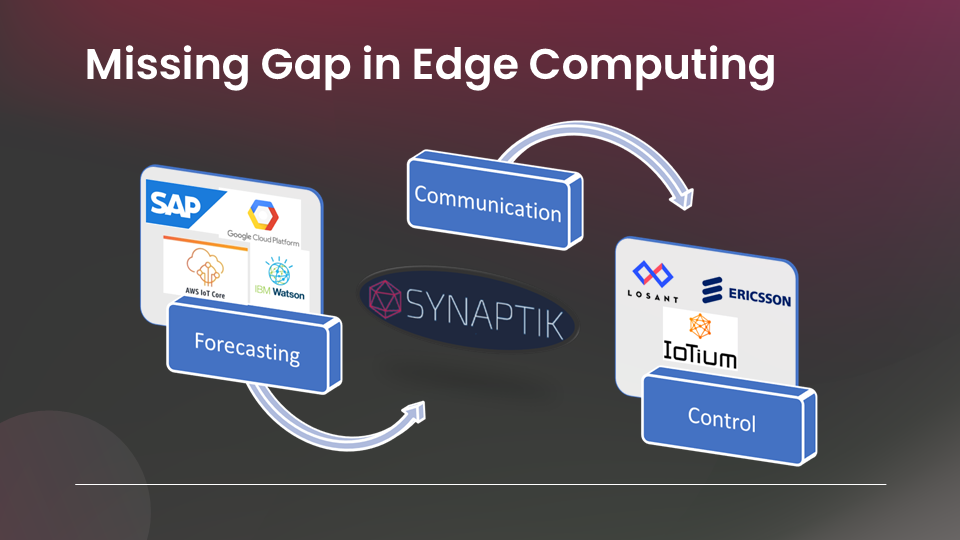 Missing Gap in Edge Computing
SAP
Google Cloud Platform
AWS IoT Core
IBM Watson
Forecasting
Communication
SYNAPTIK
LOSANT
ERICSSON
IoTium
Control